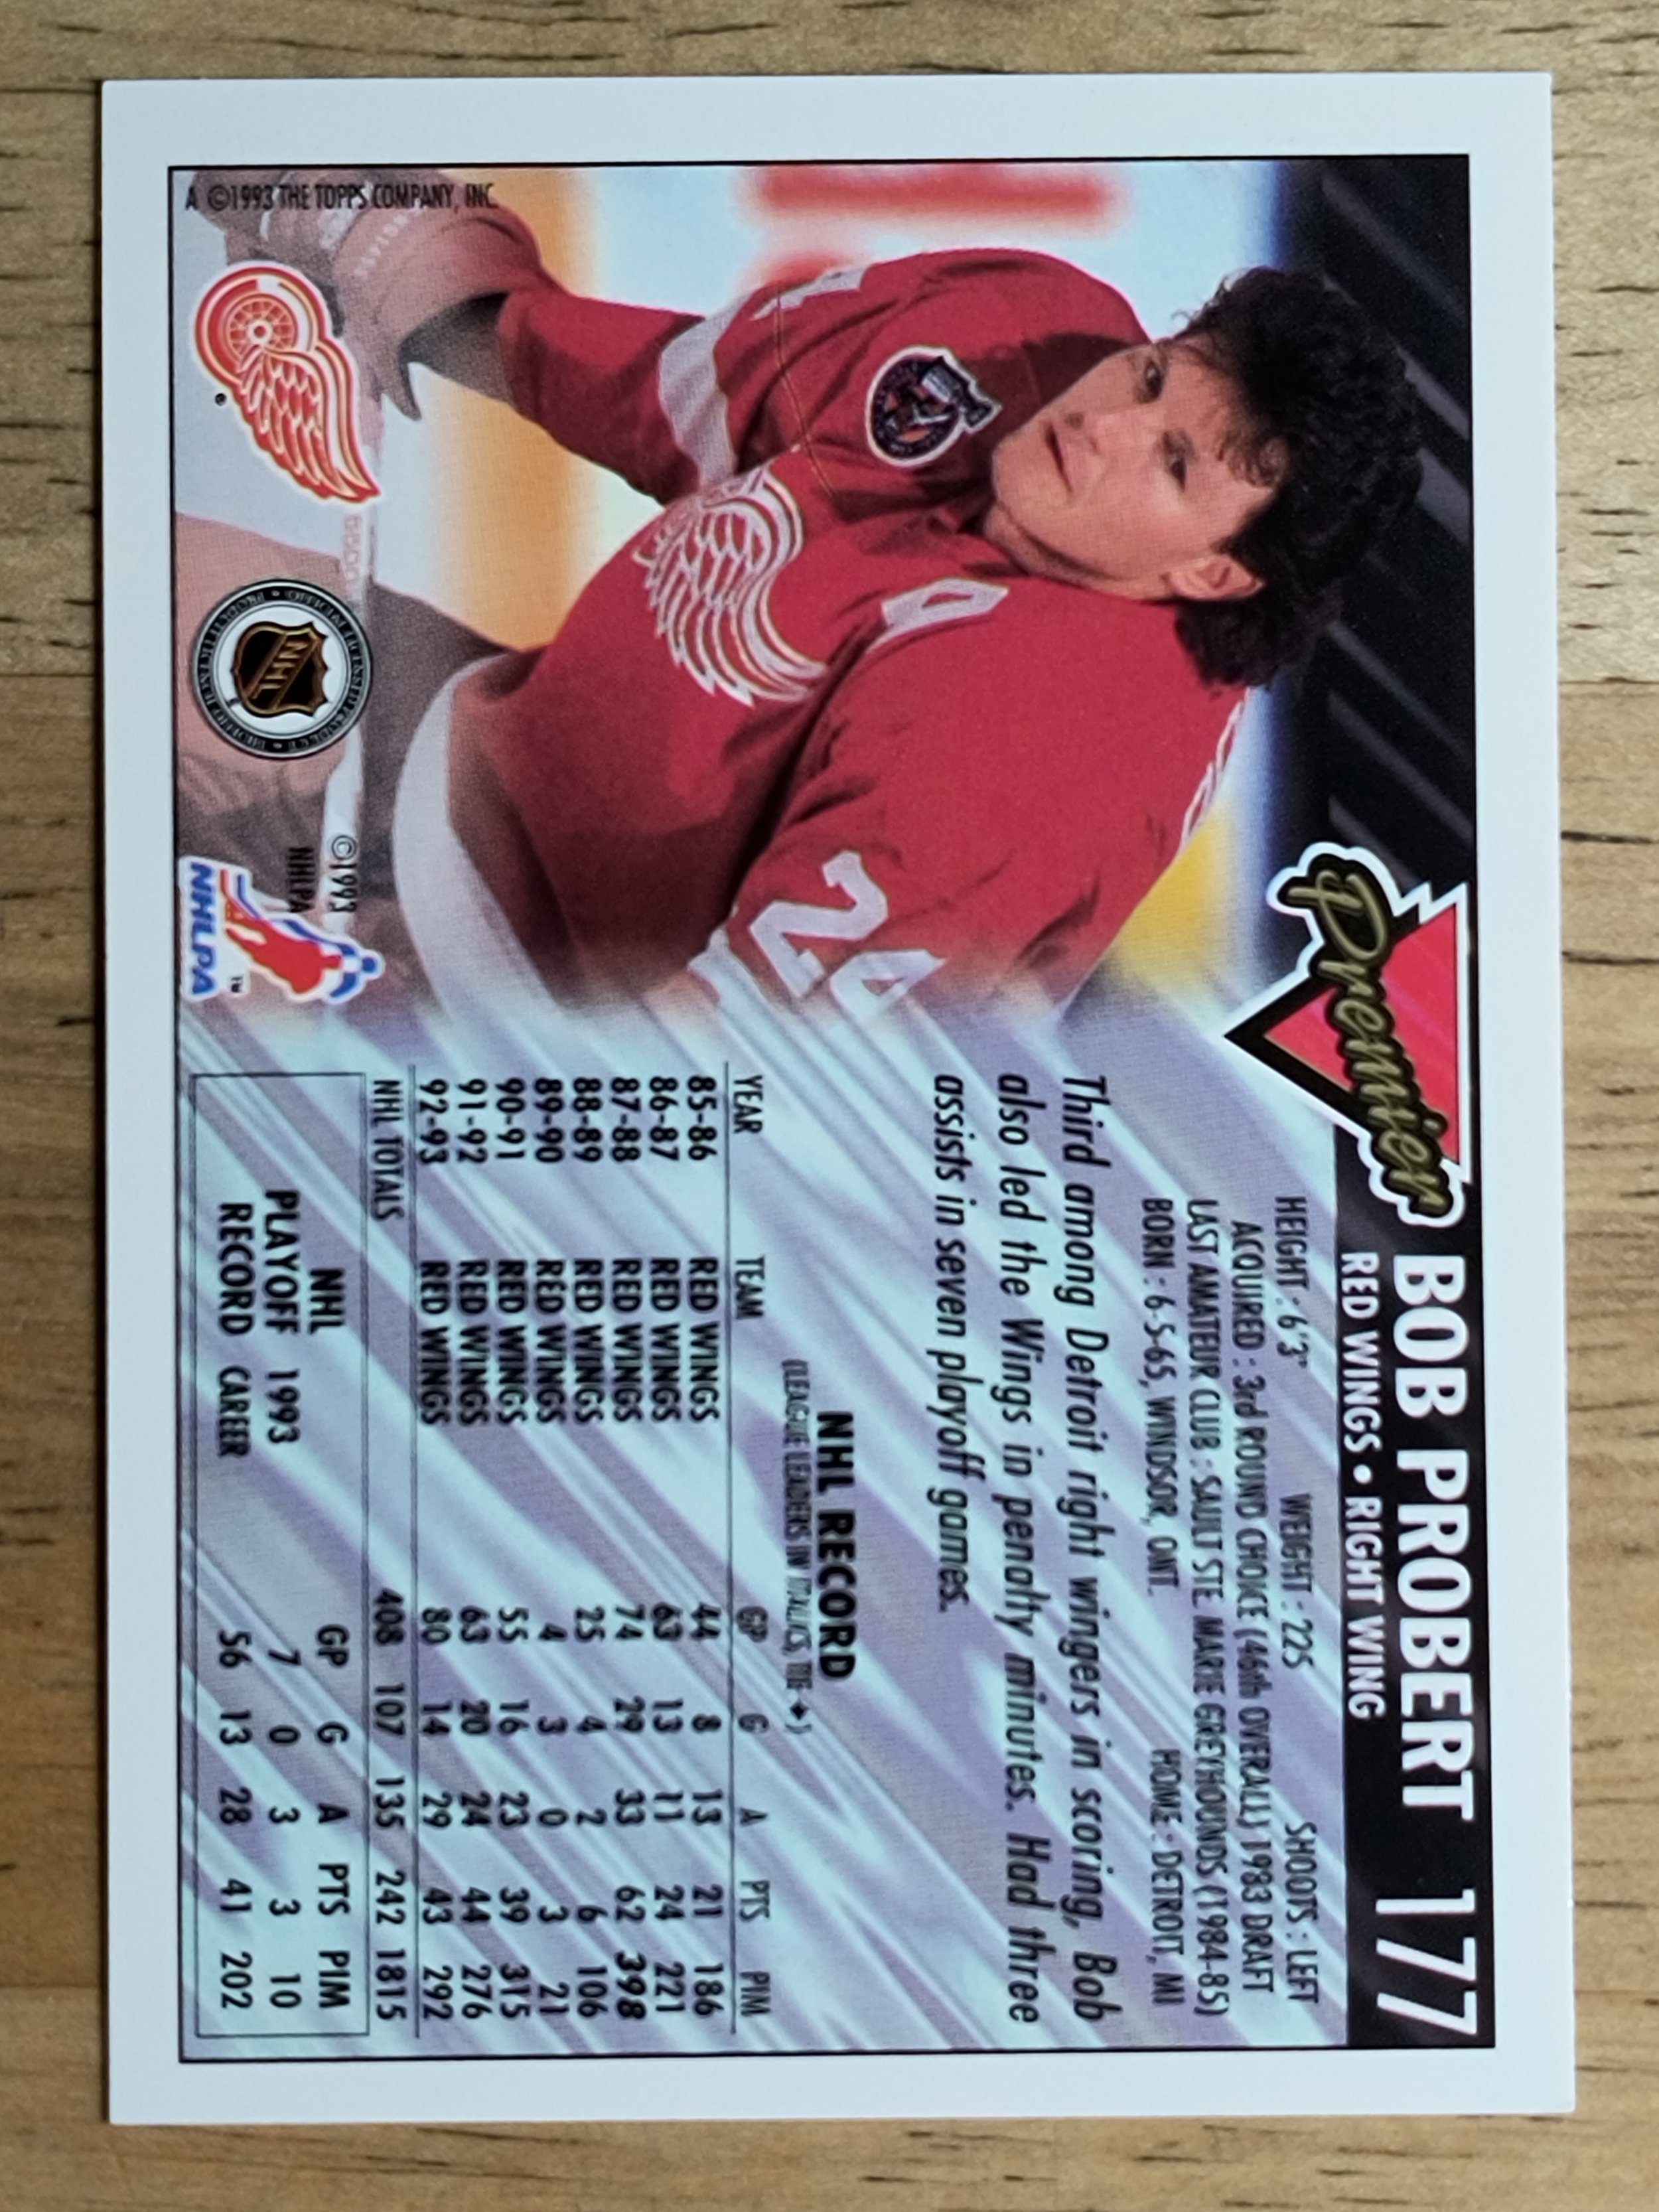 Premier
BOB PROBERT 177
RED WINGS • RIGHT WING
HEIGHT : 6'3" WEIGHT : 225 SHOOTS : LEFT
ACQUIRED : 3rd ROUND CHOICE (46th OVERALL) 1983 DRAFT
LAST AMATEUR CLUB : SAULT STE. MARIE GREYHOUNDS (1984-85)
BORN : 6-5-65, WINDSOR, ONT. HOME : DETROIT, MI
Third among Detroit right wingers in scoring, Bob
also led the Wings in penalty minutes. Had three
assists in seven playoff games.
NHL RECORD
(LEAGUE LEADERS IN ITALICS, TIE ♦)
YEAR TEAM GP G A PTS PIM
85-86 RED WINGS 44 8 13 21 186
86-87 RED WINGS 63 13 11 24 221
87-88 RED WINGS 74 29 33 62 398
88-89 RED WINGS 25 4 2 6 106
89-90 RED WINGS 4 3 0 3 21
90-91 RED WINGS 55 16 23 39 315
91-92 RED WINGS 63 20 24 44 276
92-93 RED WINGS 80 14 29 43 292
NHL TOTALS 408 107 135 242 1815
NHL GP G A PTS PIM
PLAYOFF 1993 7 0 3 3 10
RECORD CAREER 56 13 28 41 202
A
24
A ©1993 THE TOPPS COMPANY, INC.
NHL
©1993
NHLPA
NHLPA
TM